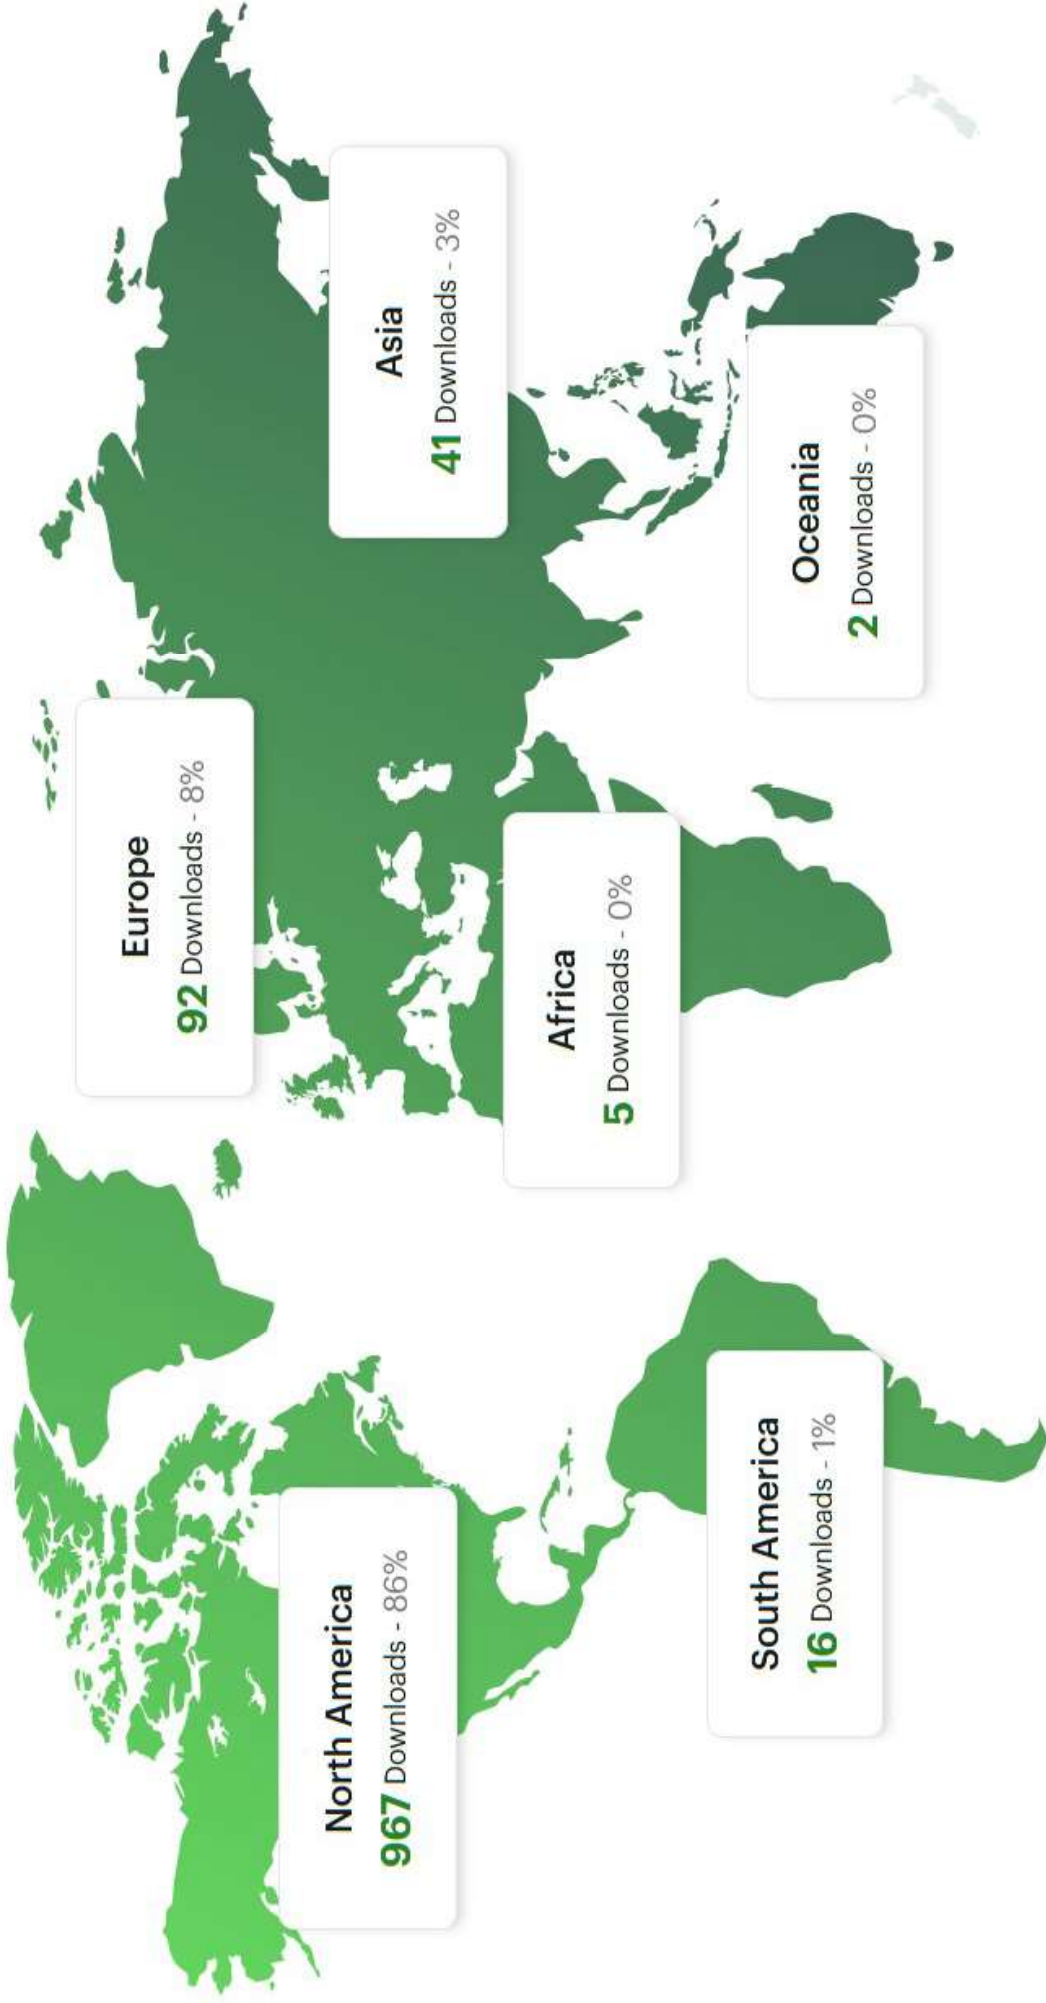 Europe
92 Downloads - 8%
Asia
41 Downloads - 3%
North America
967 Downloads - 86%
Africa
5 Downloads - 0%
South America
16 Downloads - 1%
Oceania
2 Downloads - 0%